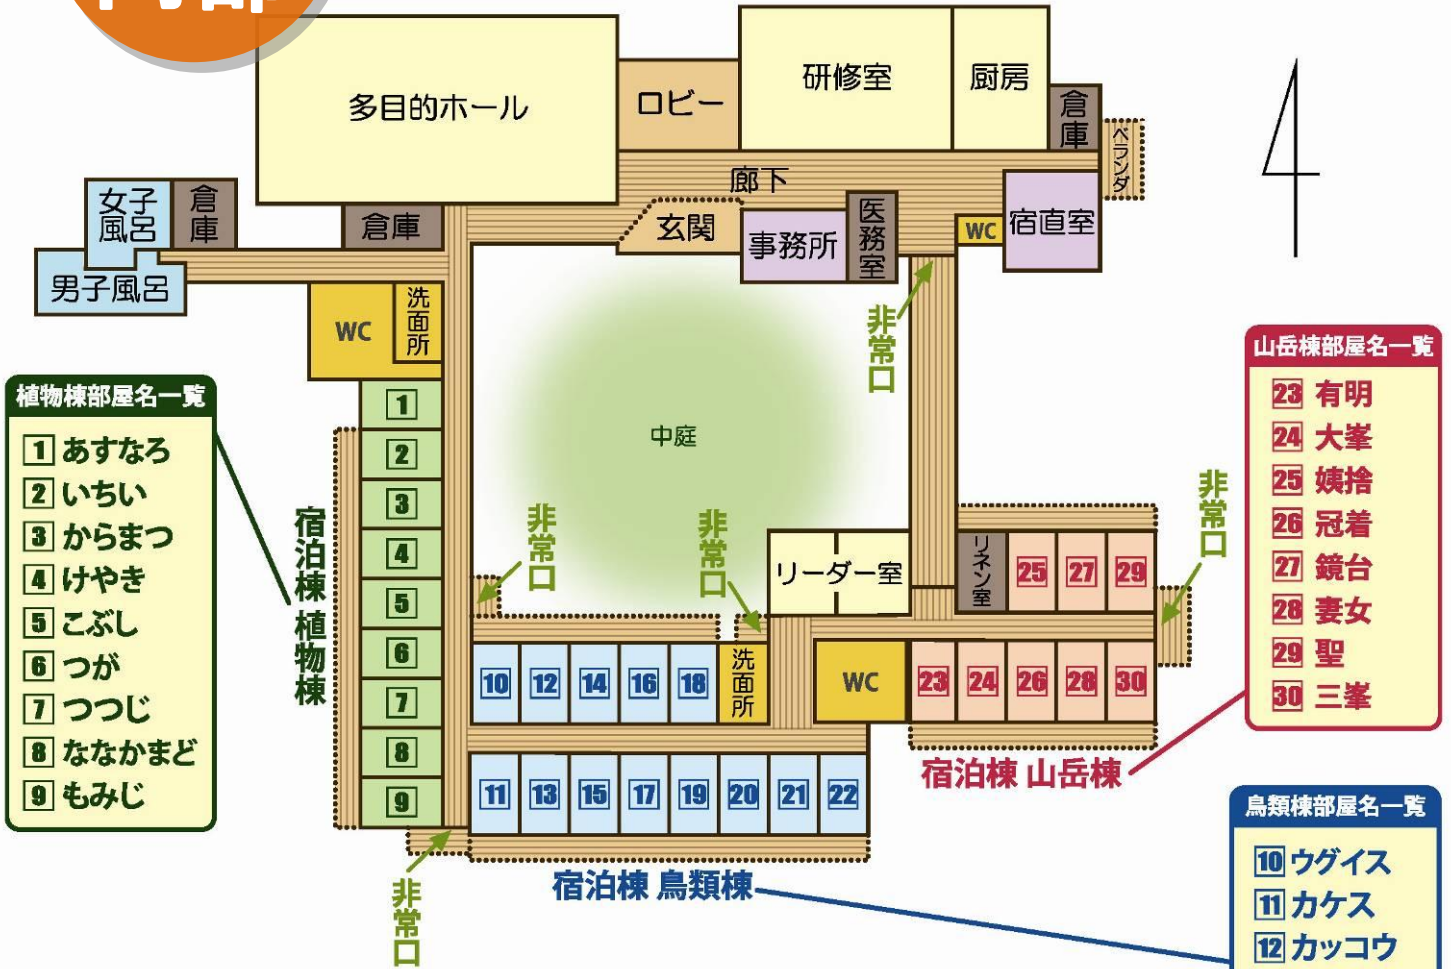 内部
多目的ホール
ロビー
研修室
厨房
倉庫
ベランダ
廊下
女子風呂
倉庫
倉庫
玄関
事務所
医務室
WC
宿直室
男子風呂
WC
洗面所
非常口
中庭
植物棟部屋名一覧
1 あすなろ
2 いちい
3 からまつ
4 けやき
5 こぶし
6 つが
7 つつじ
8 ななかまど
9 もみじ
宿泊棟 植物棟
1
2
3
4
5
6
7
8
9
山岳棟部屋名一覧
23 有明
24 大峯
25 姨捨
26 冠着
27 鏡台
28 妻女
29 聖
30 三峯
非常口
非常口
非常口
リーダー室
リネン室
25 27 29
10 12 14 16 18
洗面所
WC
23 24 26 28 30
11 13 15 17 19 20 21 22
宿泊棟 山岳棟
宿泊棟 鳥類棟
非常口
鳥類棟部屋名一覧
10 ウグイス
11 カケス
12 カッコウ